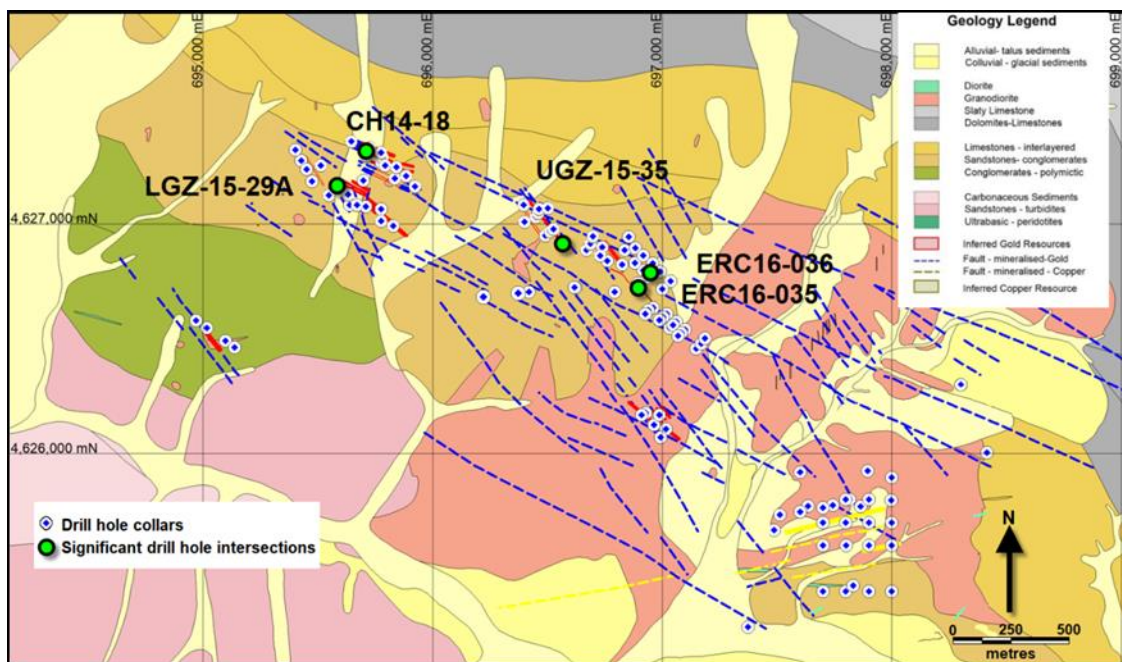 695,000 mE
696,000 mE
697,000 mE
698,000 mE
699,000 mE
Geology Legend
Alluvial- talus sediments
Colluvial - glacial sediments
Diorite
Granodiorite
Slaty Limestone
Dolomites-Limestones
Limestones - interlayered
Sandstones- conglomerates
Conglomerates - polymictic
Carbonaceous Sediments
Sandstones - turbidites
Ultrabasic - peridotites
Inferred Gold Resources
Fault - mineralised-Gold
Fault - mineralised - Copper
Inferred Copper Resource
CH14-18
LGZ-15-29A
UGZ-15-35
4,627,000 mN
ERC16-036
ERC16-035
4,626,000 mN
Drill hole collars
Significant drill hole intersections
N
0 250 500
metres